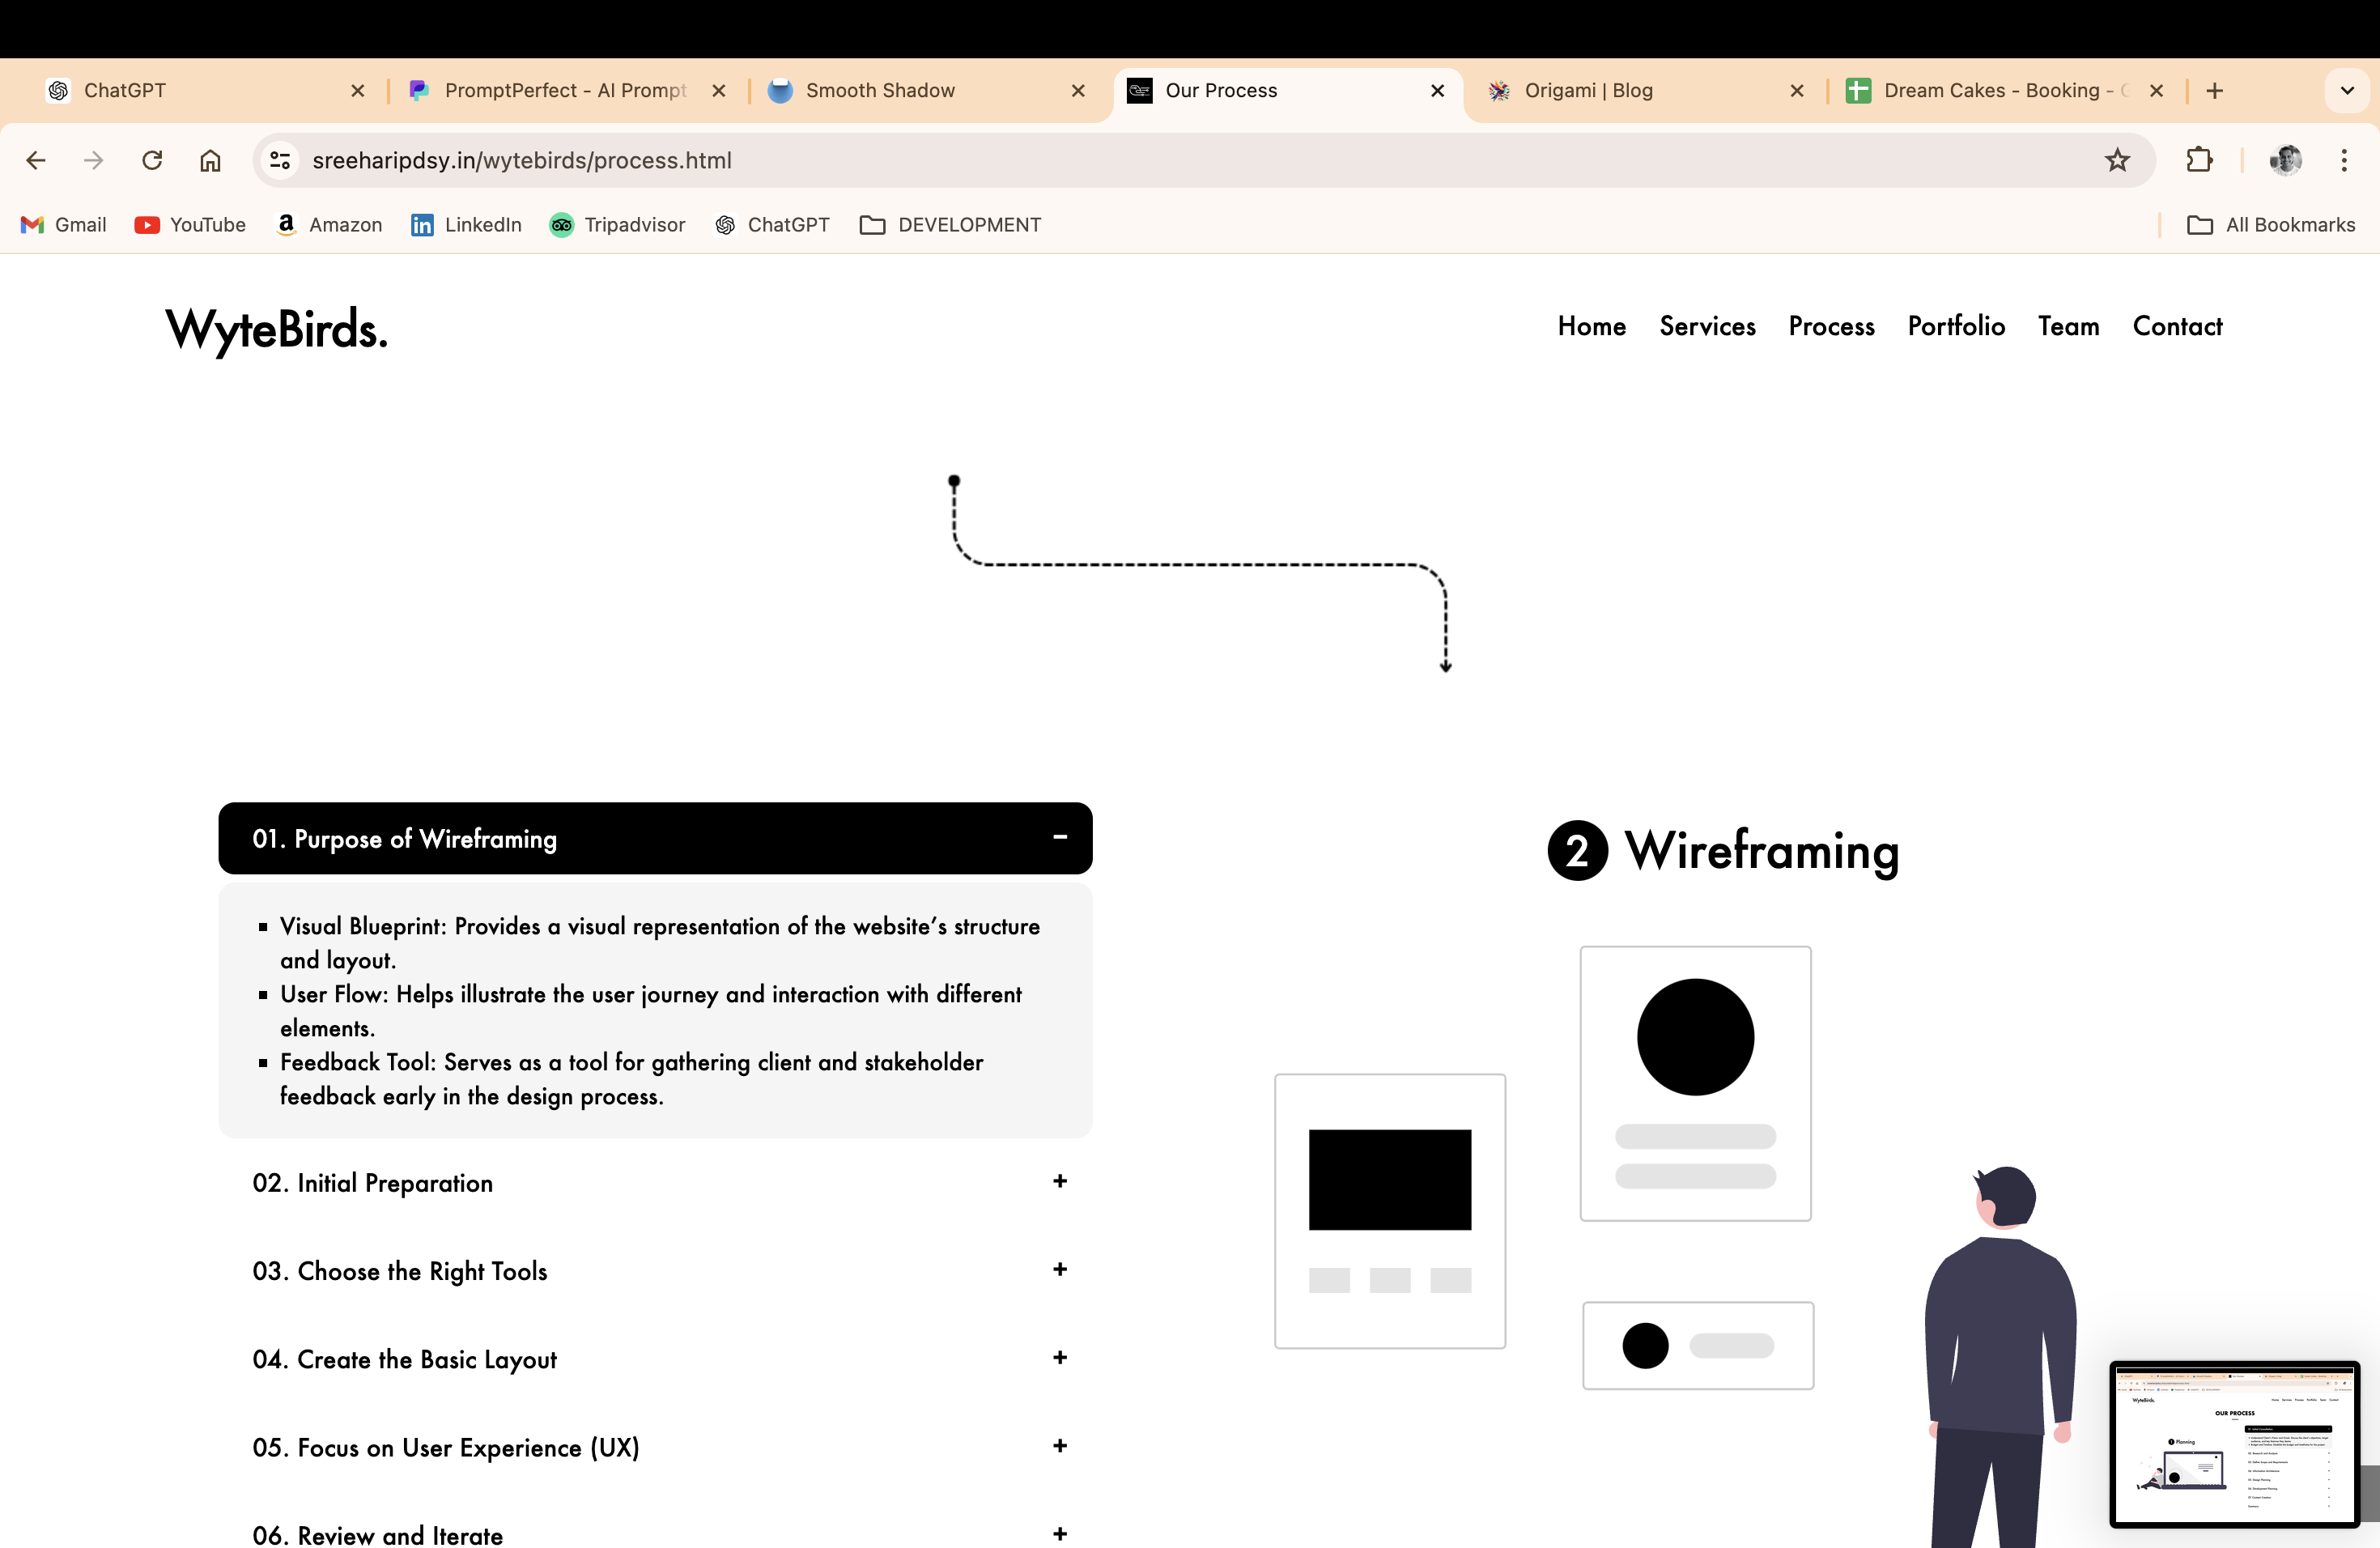 ChatGPT
PromptPerfect - AI Prompt
Smooth Shadow
Our Process
Origami | Blog
Dream Cakes - Booking -
sreeharipdsy.in/wytebirds/process.html
Gmail
YouTube
Amazon
LinkedIn
Tripadvisor
ChatGPT
DEVELOPMENT
All Bookmarks
WyteBirds.
Home Services Process Portfolio Team Contact
01. Purpose of Wireframing
Visual Blueprint: Provides a visual representation of the website’s structure
and layout.
User Flow: Helps illustrate the user journey and interaction with different
elements.
Feedback Tool: Serves as a tool for gathering client and stakeholder
feedback early in the design process.
02. Initial Preparation
03. Choose the Right Tools
04. Create the Basic Layout
05. Focus on User Experience (UX)
06. Review and Iterate
2 Wireframing
WyteBirds.
OUR PROCESS
1 Planning